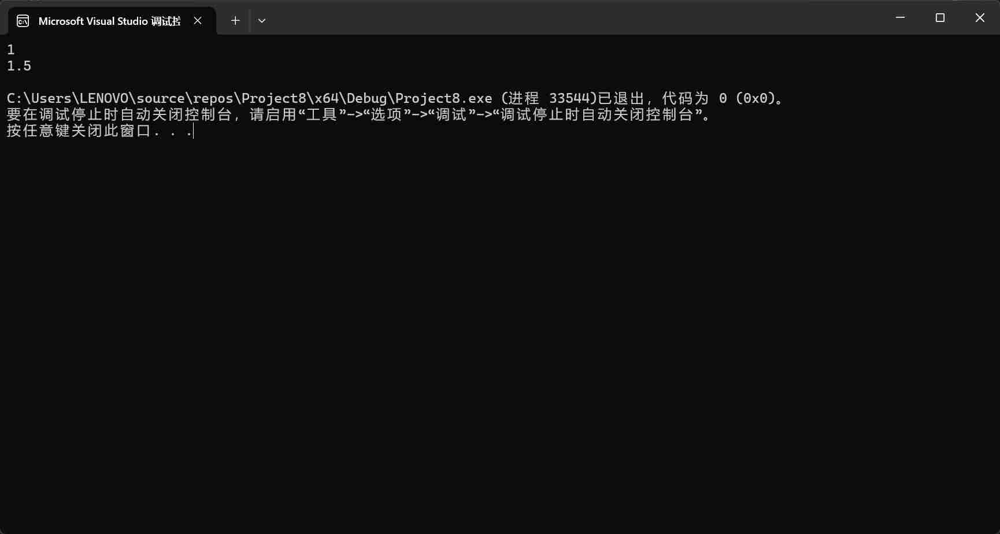 Microsoft Visual Studio 调试控
1
1.5
C:\Users\LENOVO\source\repos\Project8\x64\Debug\Project8.exe (进程 33544)已退出，代码为 0 (0x0)。
要在调试停止时自动关闭控制台，请启用“工具”->“选项”->“调试”->“调试停止时自动关闭控制台”。
按任意键关闭此窗口. . .